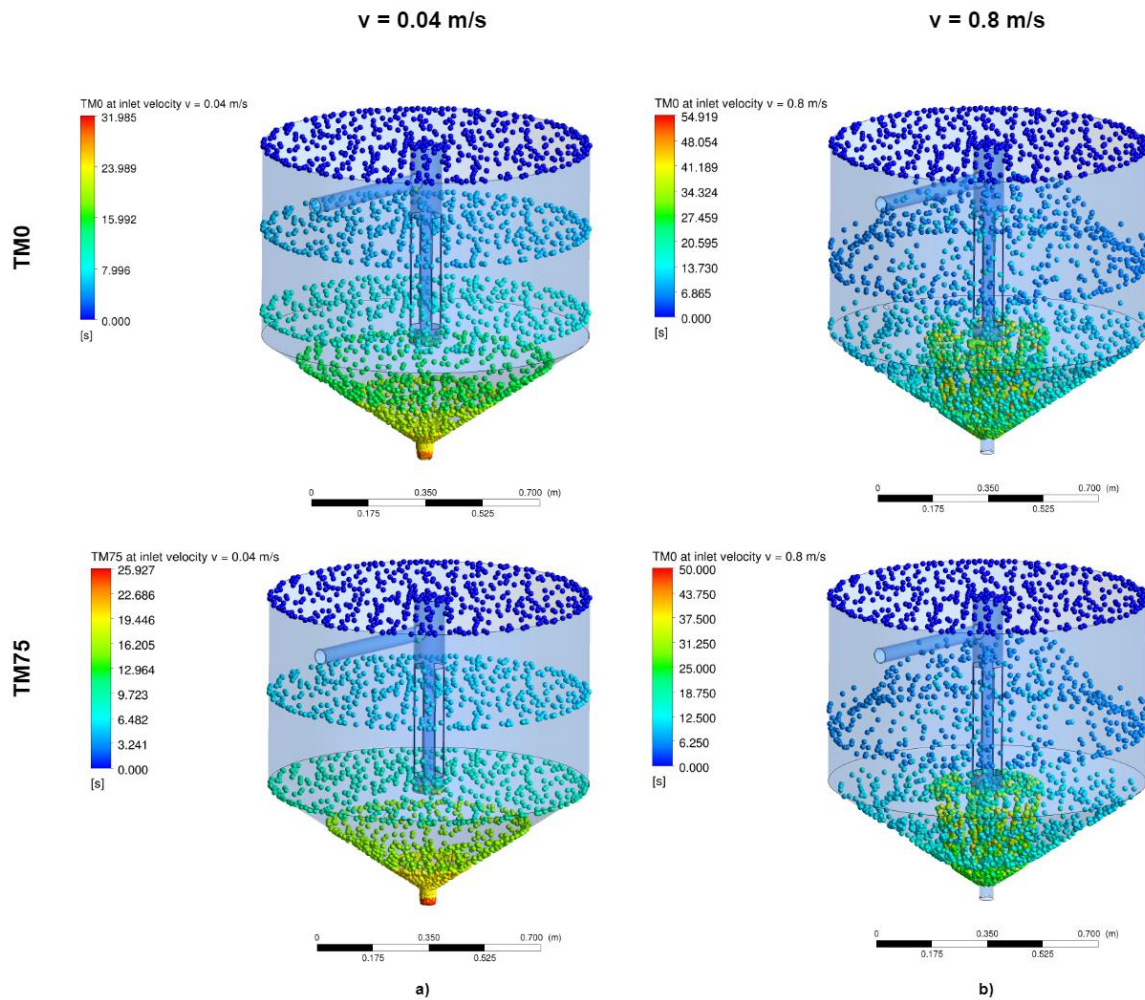 v = 0.04 m/s
v = 0.8 m/s
TM0
TM0 at inlet velocity v = 0.04 m/s
31.985
23.989
15.992
7.996
0.000
[s]
0 0.350 0.700 (m)
0.175 0.525
TM0 at inlet velocity v = 0.8 m/s
54.919
48.054
41.189
34.324
27.459
20.595
13.730
6.865
0.000
[s]
0 0.350 0.700 (m)
0.175 0.525
TM75
TM75 at inlet velocity v = 0.04 m/s
25.927
22.686
19.446
16.205
12.964
9.723
6.482
3.241
0.000
[s]
0 0.350 0.700 (m)
0.175 0.525
TM0 at inlet velocity v = 0.8 m/s
50.000
43.750
37.500
31.250
25.000
18.750
12.500
6.250
0.000
[s]
0 0.350 0.700 (m)
0.175 0.525
a)
b)